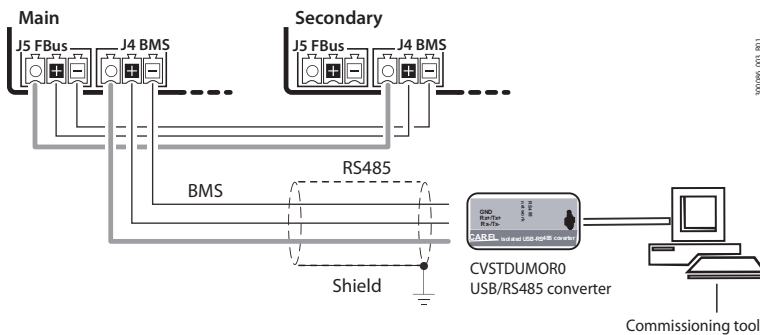 Main
Secondary
J5 FBus
J4 BMS
J5 FBus
J4 BMS
RS485
BMS
Shield
GND
Rx+/Tx+
Rx-/Tx-
CAREL
CVSTDUMOR0
USB/RS485 converter
Commissioning tool